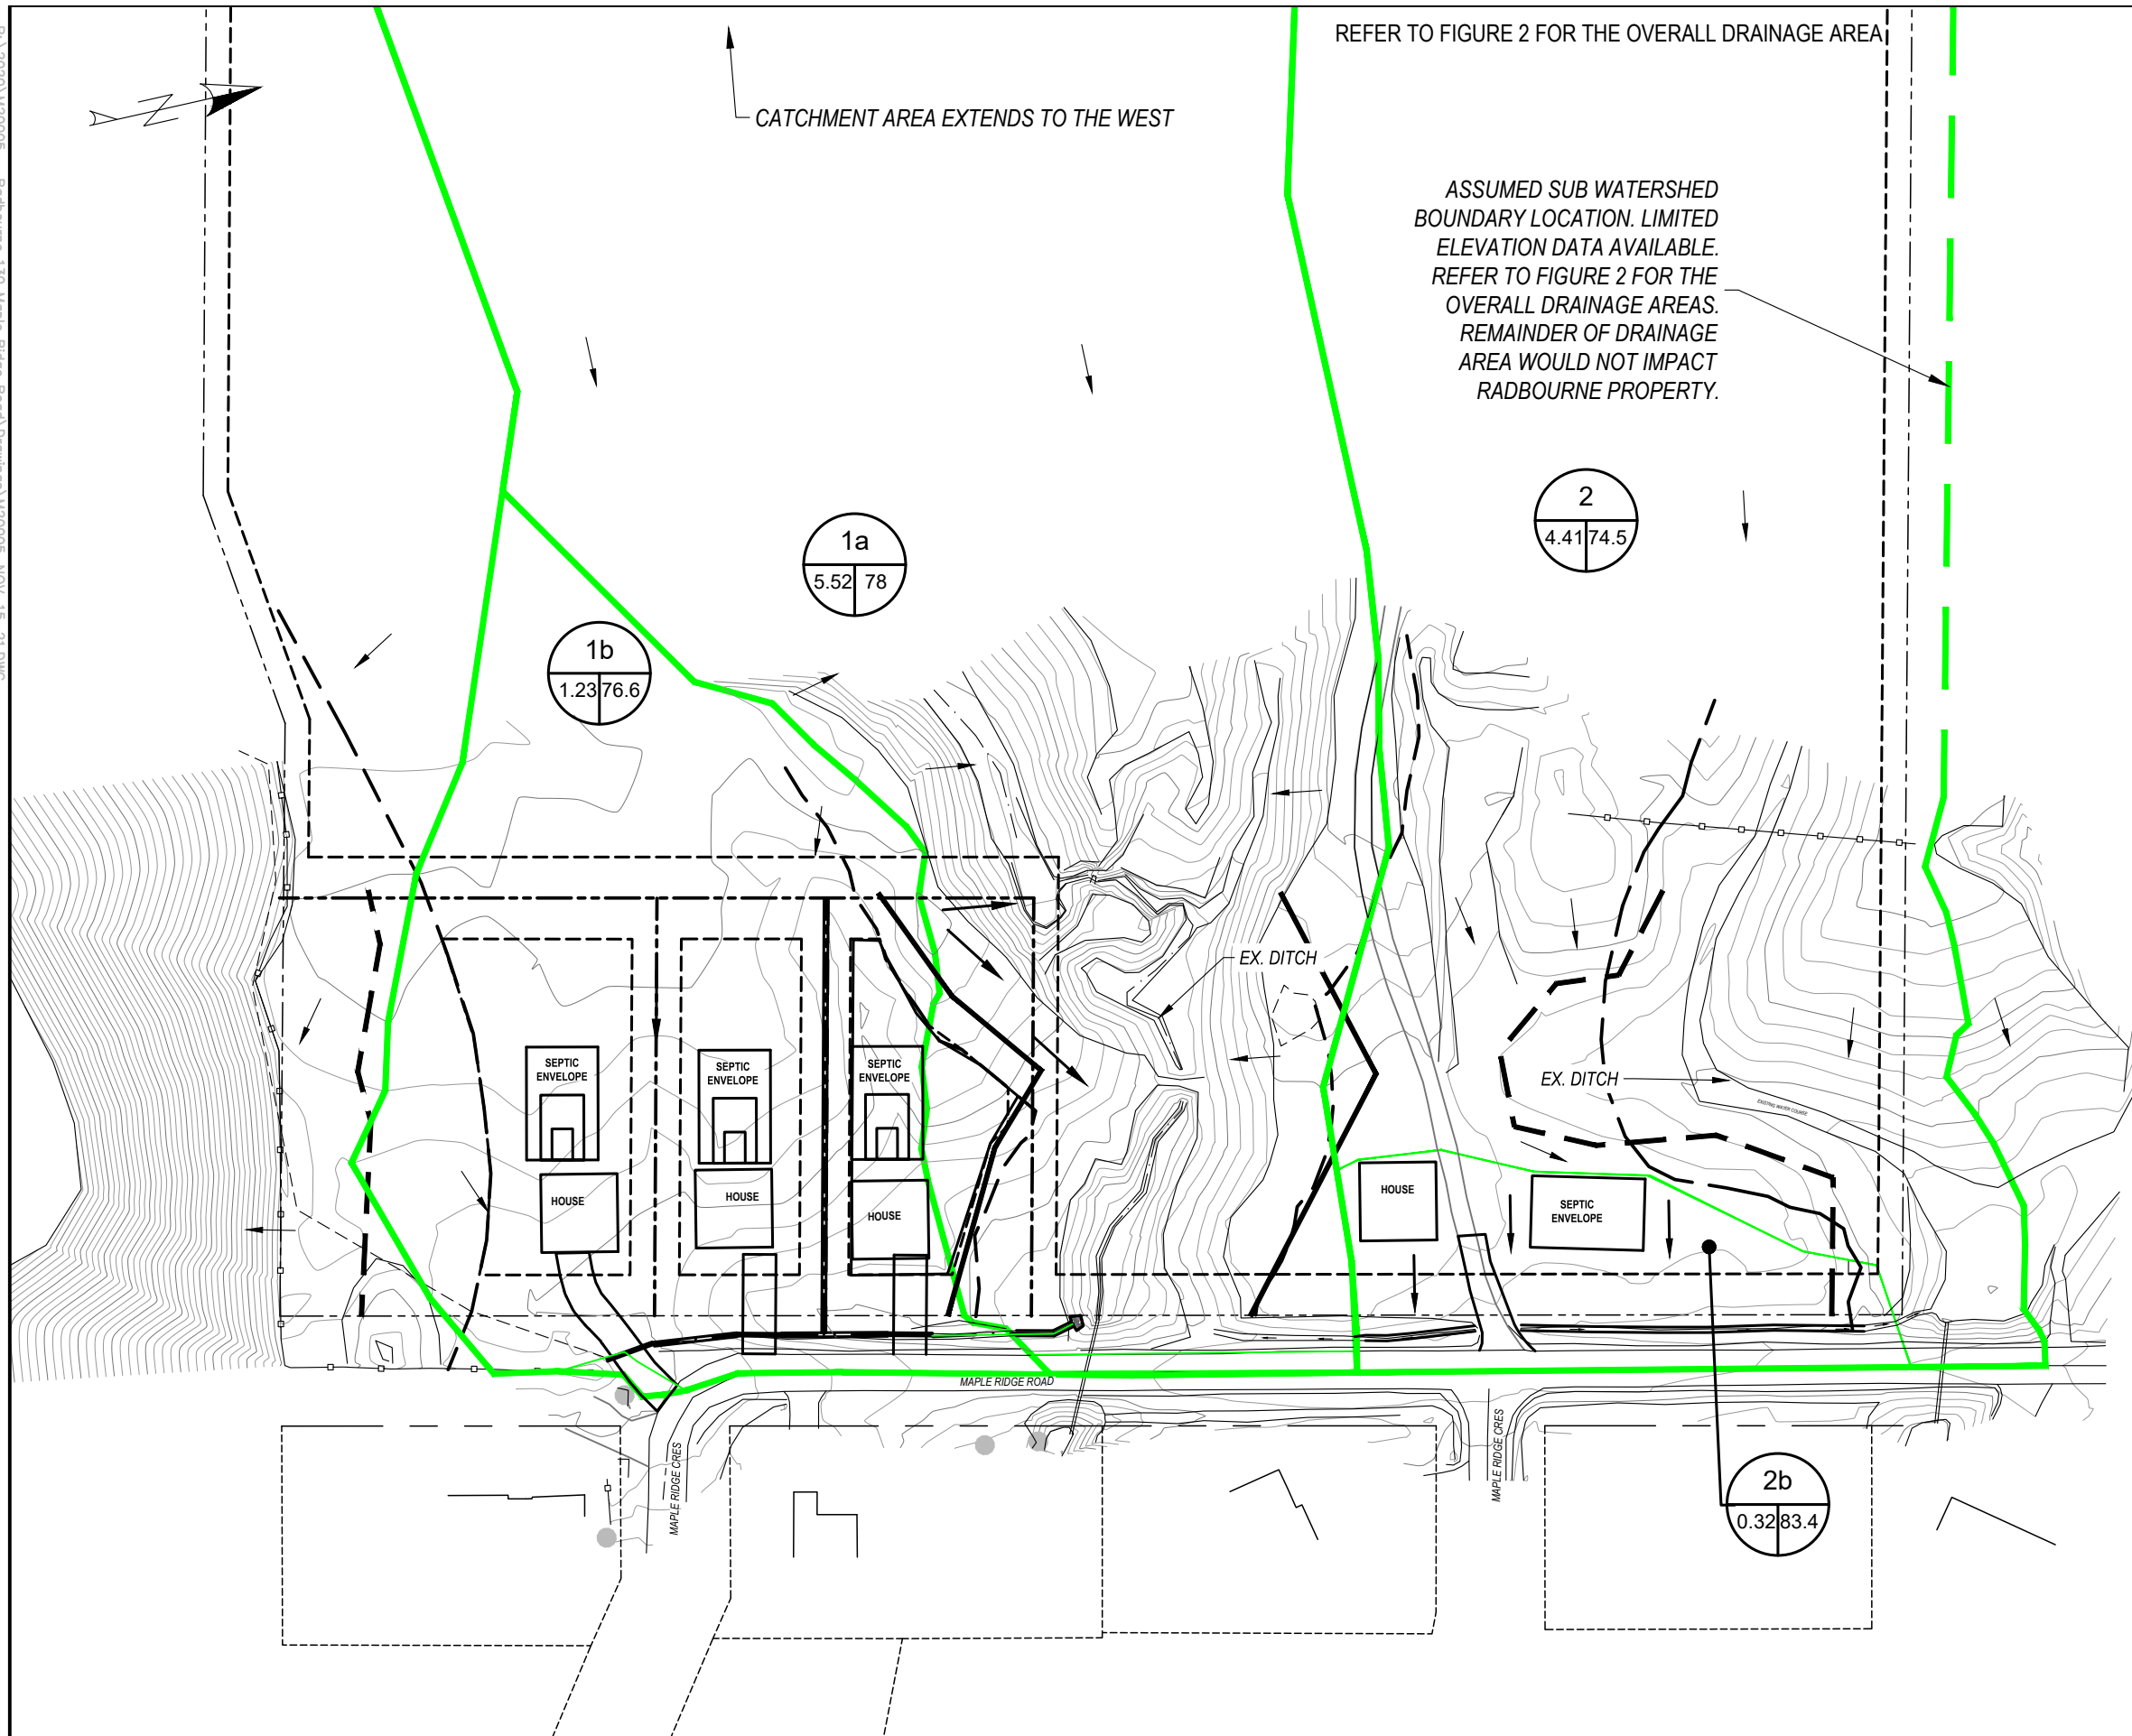 REFER TO FIGURE 2 FOR THE OVERALL DRAINAGE AREA
CATCHMENT AREA EXTENDS TO THE WEST
ASSUMED SUB WATERSHED
BOUNDARY LOCATION. LIMITED
ELEVATION DATA AVAILABLE.
REFER TO FIGURE 2 FOR THE
OVERALL DRAINAGE AREAS.
REMAINDER OF DRAINAGE
AREA WOULD NOT IMPACT
RADBOURNE PROPERTY.
Z
2
4.41 74.5
1a
5.52 78
1b
1.23 76.6
EX. DITCH
EX. DITCH
EXISTING WATER COURSE
SEPTIC
ENVELOPE
SEPTIC
ENVELOPE
SEPTIC
ENVELOPE
HOUSE
HOUSE
HOUSE
HOUSE
SEPTIC
ENVELOPE
MAPLE RIDGE ROAD
MAPLE RIDGE CRES
MAPLE RIDGE CRES
2b
0.32 83.4